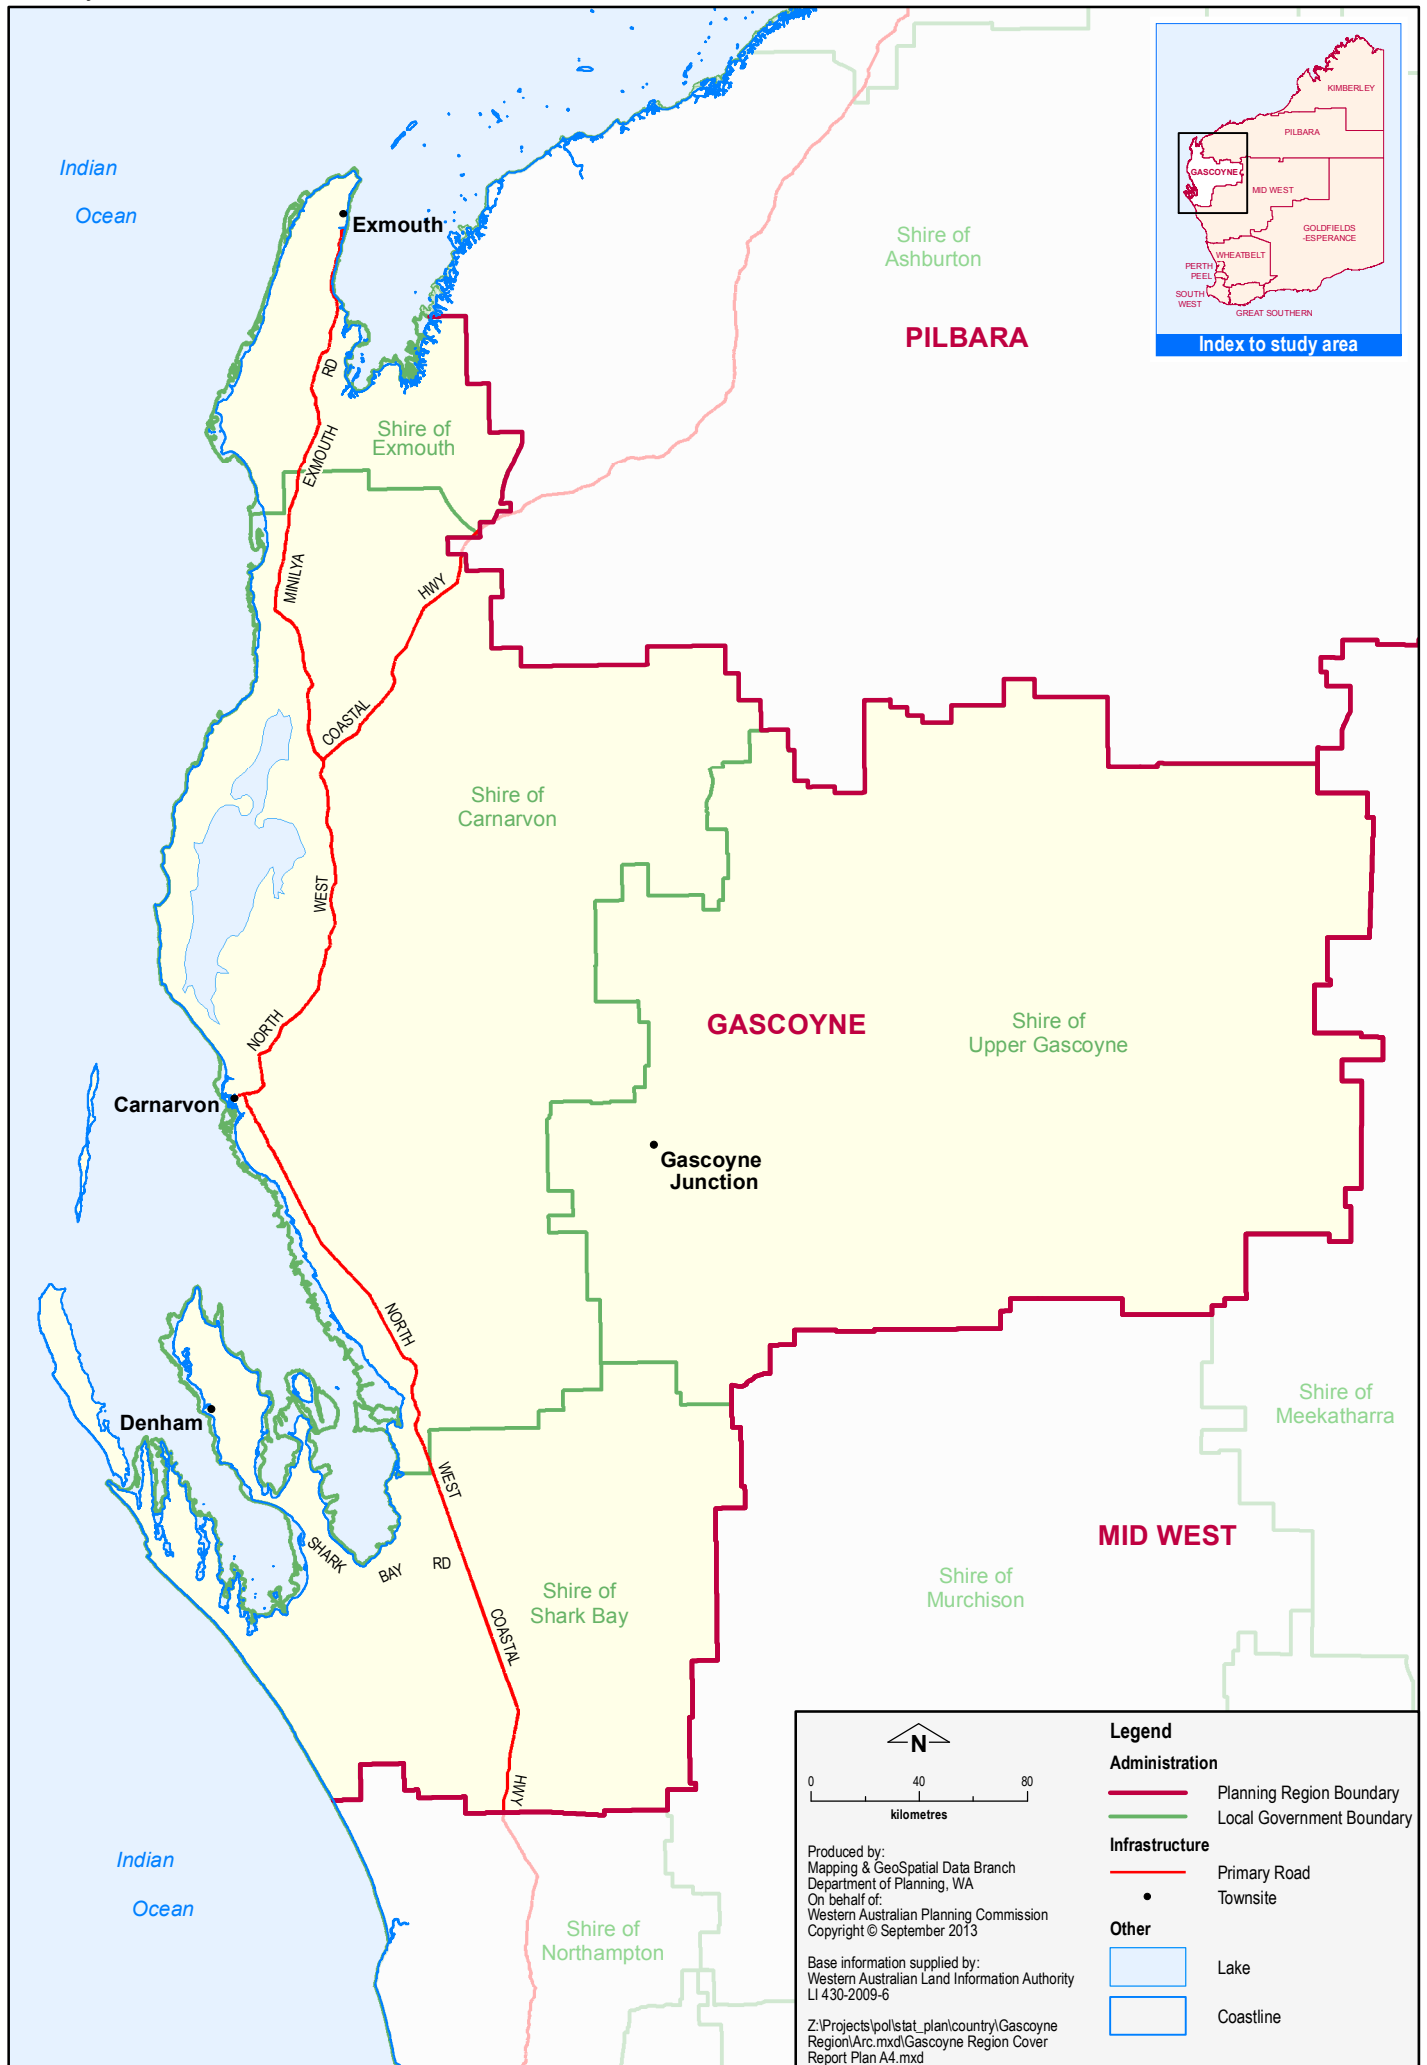 Indian
Ocean
Exmouth
Shire of
Ashburton
PILBARA
KIMBERLEY
PILBARA
GASCOYNE
MID WEST
GOLDFIELDS
-ESPERANCE
WHEATBELT
PERTH
PEEL
SOUTH
WEST
GREAT SOUTHERN
Index to study area
RD
EXMOUTH
MINILYA
Shire of
Exmouth
HWY
COASTAL
WEST
NORTH
Shire of
Carnarvon
GASCOYNE
Shire of
Upper Gascoyne
Carnarvon
Gascoyne
Junction
NORTH
WEST
COASTAL
HWY
Denham
SHARK
BAY
RD
Shire of
Shark Bay
Shire of
Meekatharra
MID WEST
Shire of
Murchison
Indian
Ocean
Shire of
Northampton
N
0 40 80
kilometres
Produced by:
Mapping & GeoSpatial Data Branch
Department of Planning, WA
On behalf of:
Western Australian Planning Commission
Copyright © September 2013
Base information supplied by:
Western Australian Land Information Authority
LI 430-2009-6
Z:\Projects\pol\stat_plan\country\Gascoyne
Region\Arc.mxd\Gascoyne Region Cover
Report Plan A4.mxd
Legend
Administration
Planning Region Boundary
Local Government Boundary
Infrastructure
Primary Road
Townsite
Other
Lake
Coastline